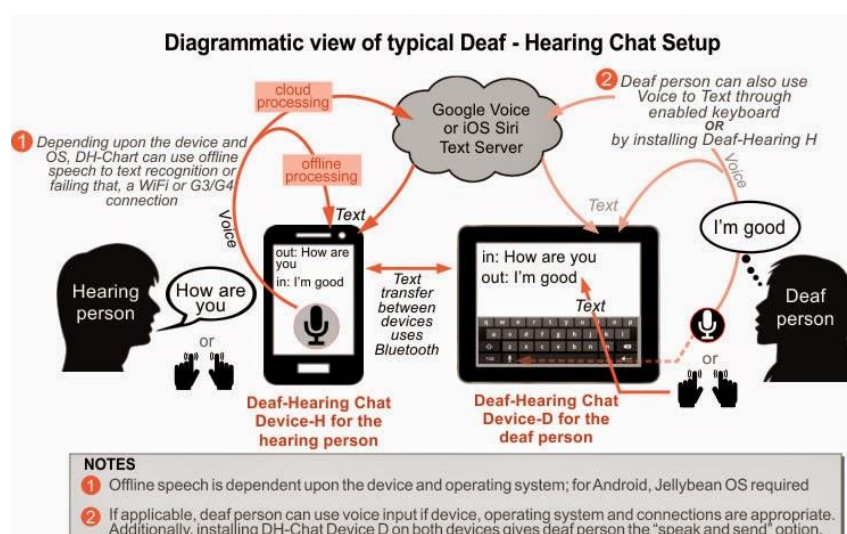 Diagrammatic view of typical Deaf - Hearing Chat Setup
cloud
processing
Google Voice
or iOS Siri
Text Server
2 Deaf person can also use
Voice to Text through
enabled keyboard
OR
by installing Deaf-Hearing H
1 Depending upon the device and
OS, DH-Chart can use offline
speech to text recognition or
failing that, a WiFi or G3/G4
connection
offline
processing
Voice
Text
Text
Voice
I'm good
Hearing
person
How are
you
or
out: How are
you
in: I'm good
Text
transfer
between
devices
uses
Bluetooth
in: How are you
out: I'm good
Text
q w e r t y u i o p
a s d f g h j k l
z x c v b n m
?123
Deaf
person
or
Deaf-Hearing Chat
Device-H for the
hearing person
Deaf-Hearing Chat
Device-D for the
deaf person
NOTES
1 Offline speech is dependent upon the device and operating system; for Android, Jellybean OS required
2 If applicable, deaf person can use voice input if device, operating system and connections are appropriate.
Additionally, installing DH-Chat Device D on both devices gives deaf person the "speak and send" option.